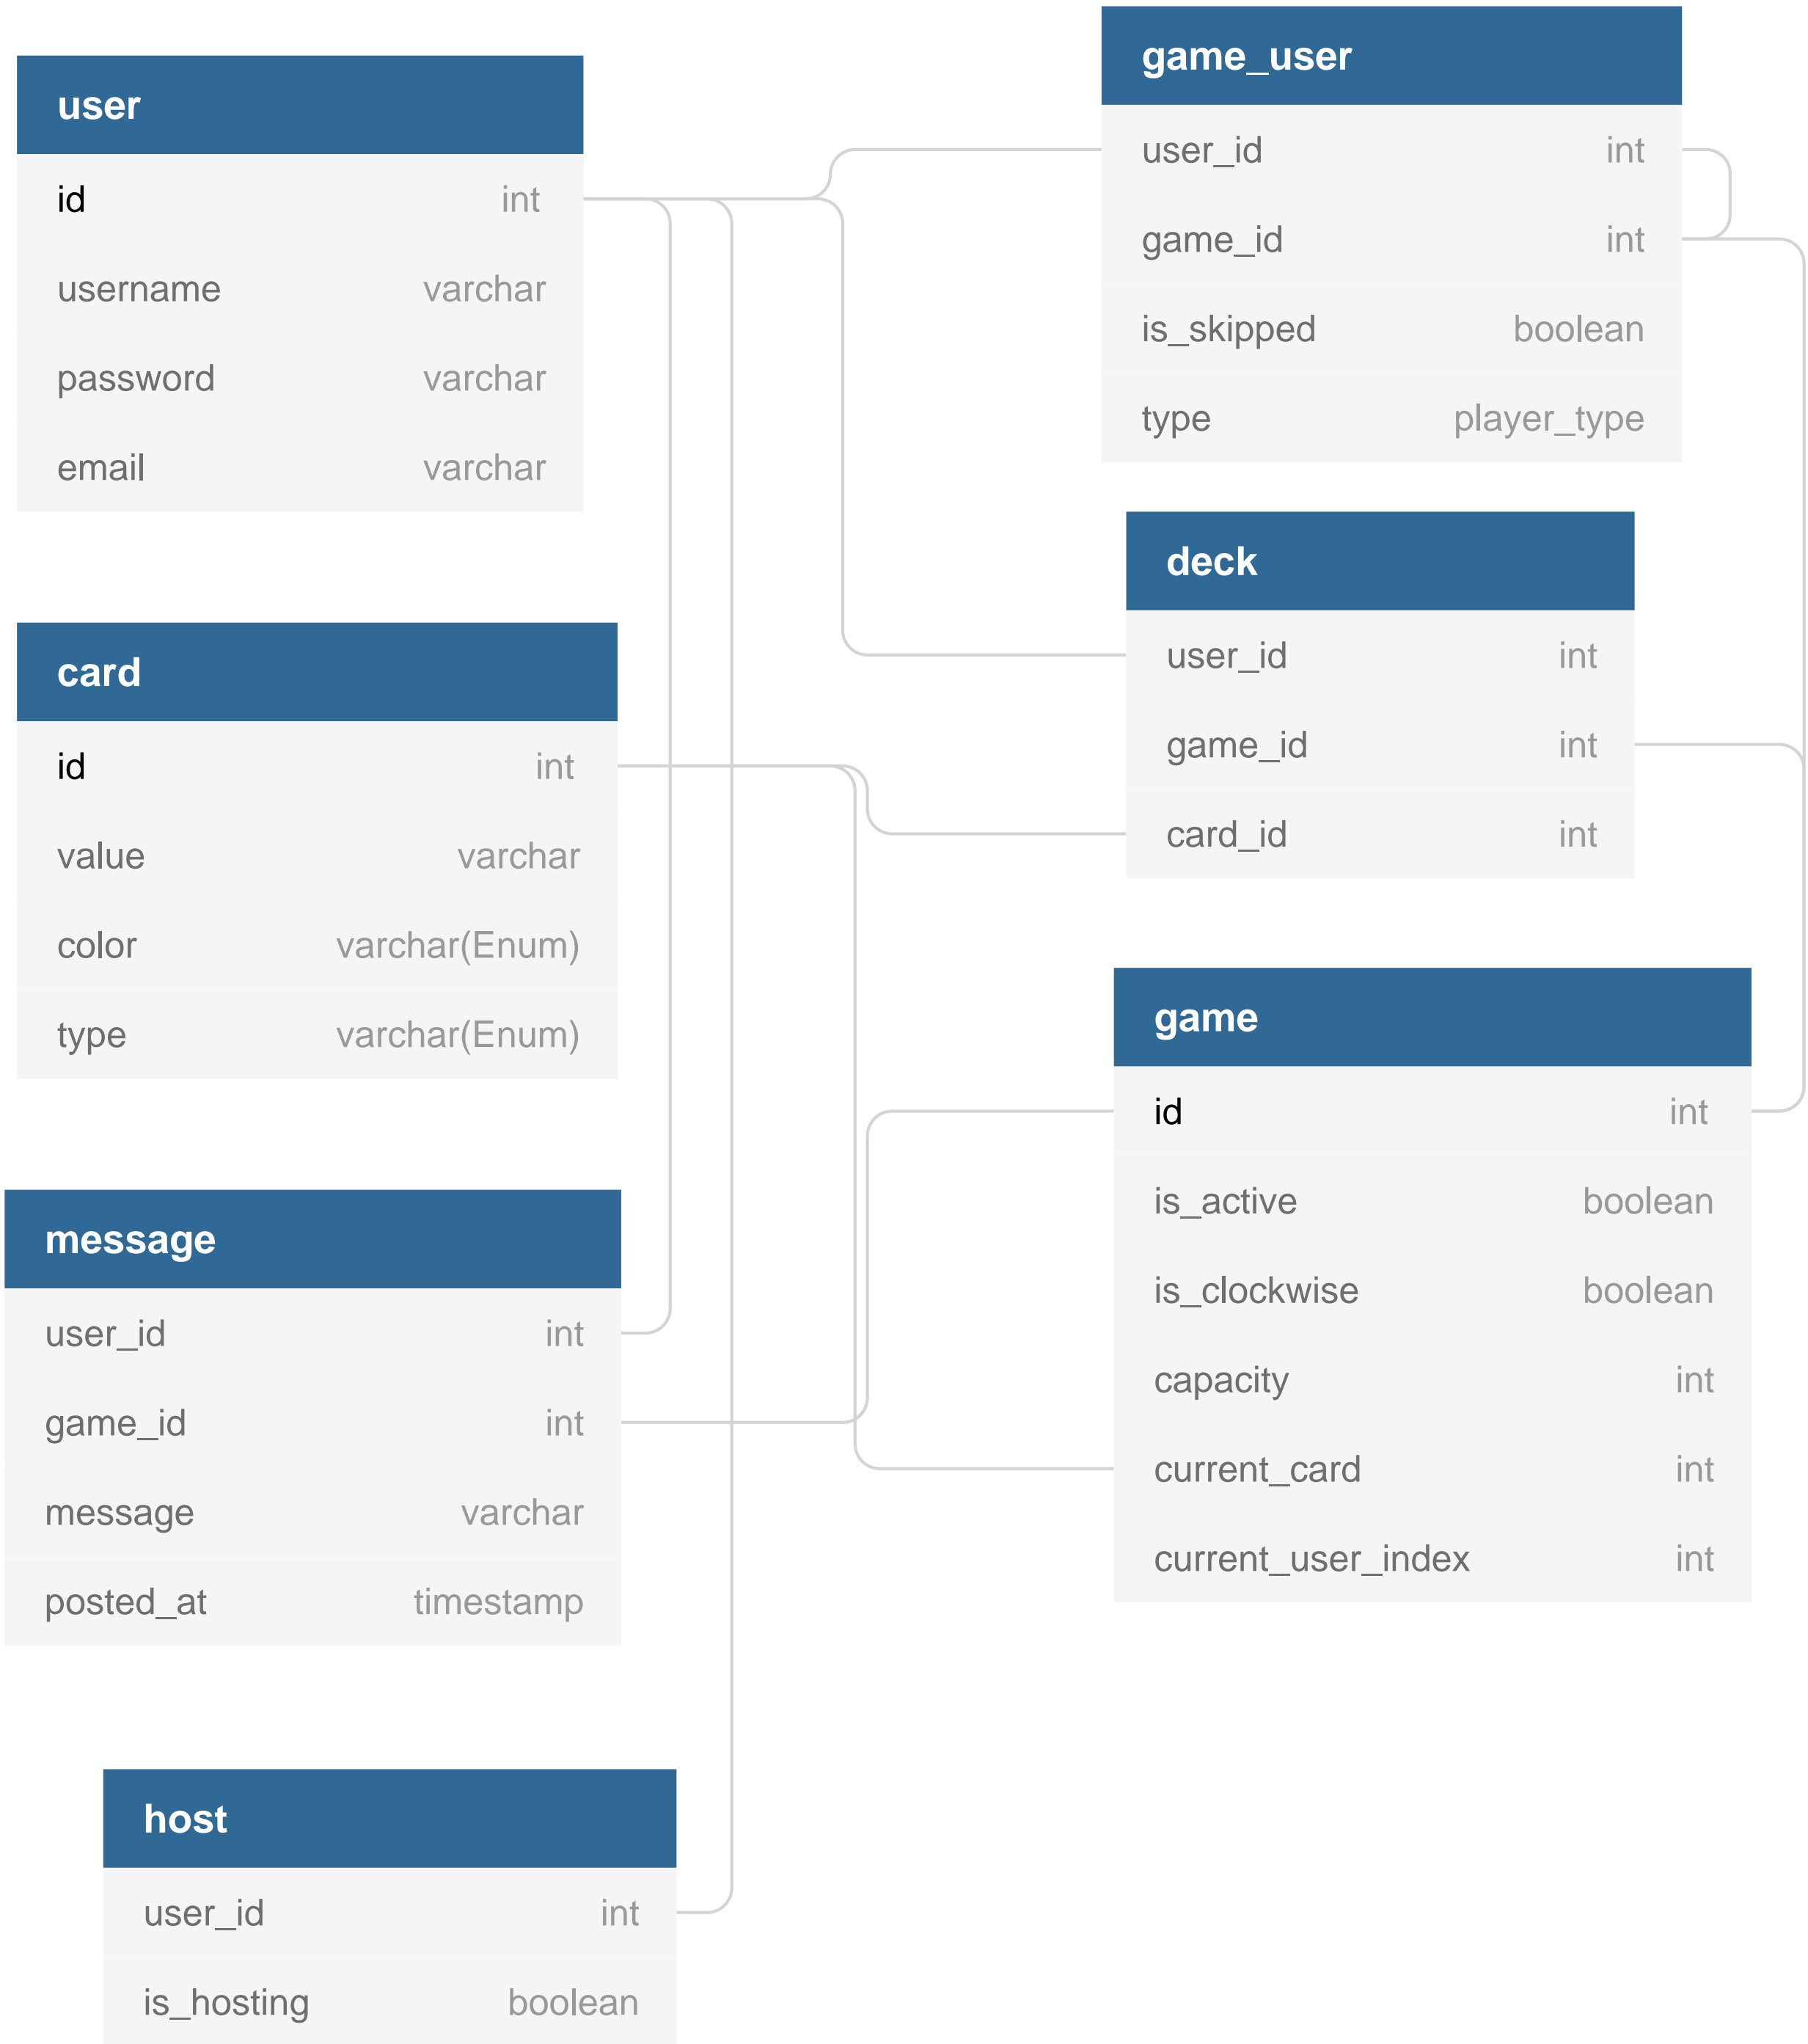 user
id int
username varchar
password varchar
email varchar
card
id int
value varchar
color varchar(Enum)
type varchar(Enum)
message
user_id int
game_id int
message varchar
posted_at timestamp
host
user_id int
is_hosting boolean
game_user
user_id int
game_id int
is_skipped boolean
type player_type
deck
user_id int
game_id int
card_id int
game
id int
is_active boolean
is_clockwise boolean
capacity int
current_card int
current_user_index int